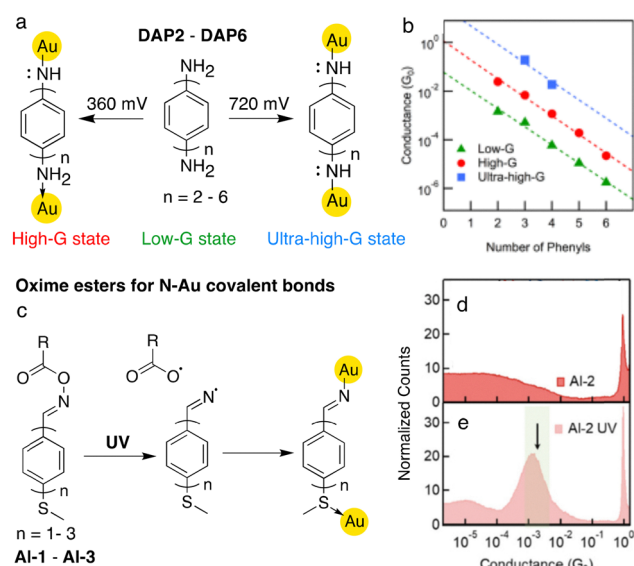 a
DAP2 - DAP6
Au
:NH
n
NH2
Au
High-G state
360 mV
NH2
n
NH2
n = 2 - 6
Low-G state
720 mV
Au
:NH
n
:NH
Au
Ultra-high-G state
b
Conductance (G0)
10^0
10^-2
10^-4
10^-6
Low-G
High-G
Ultra-high-G
0 1 2 3 4 5 6
Number of Phenyls
Oxime esters for N-Au covalent bonds
c
R
O
O
N
n
S
n = 1- 3
AI-1 - AI-3
R
O
O•
UV
N•
n
S
Au
N
n
S
Au
d
30
20
10
0
AI-2
Normalized Counts
e
30
20
10
0
AI-2 UV
10^-5 10^-4 10^-3 10^-2 10^-1 10^0
Conductance (G